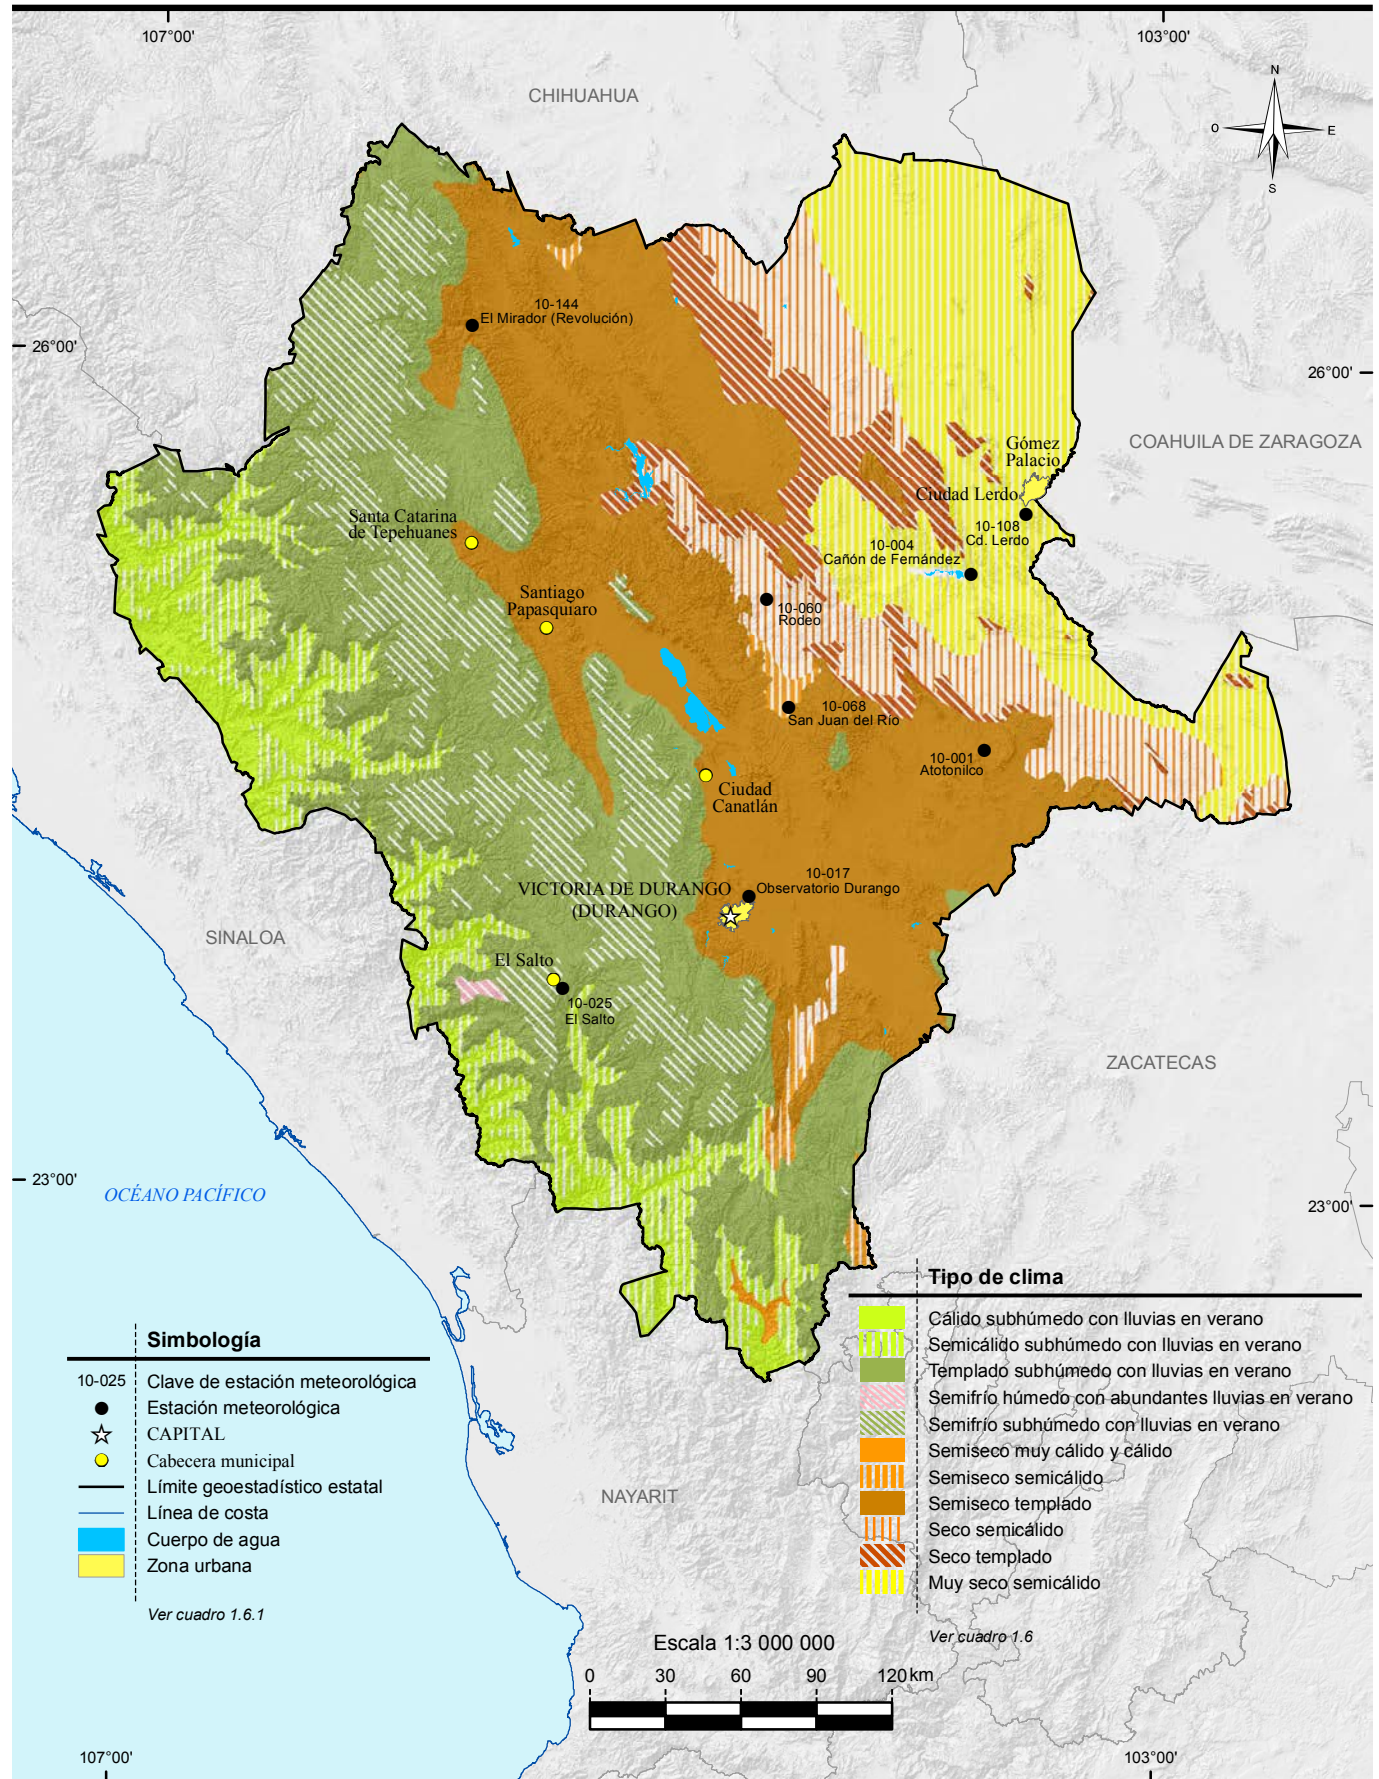 107°00'
103°00'
CHIHUAHUA
N
O
E
S
10-144
El Mirador (Revolución)
26°00'
26°00'
COAHUILA DE ZARAGOZA
Gómez
Palacio
Ciudad Lerdo
10-108
Cd. Lerdo
Santa Catarina
de Tepehuanes
10-004
Cañón de Fernández
Santiago
Papasquiaro
10-060
Rodeo
10-068
San Juan del Río
10-001
Atotonilco
Ciudad
Canatlán
10-017
Observatorio Durango
VICTORIA DE DURANGO
(DURANGO)
SINALOA
El Salto
10-025
El Salto
ZACATECAS
23°00'
OCÉANO PACÍFICO
23°00'
NAYARIT
Simbología
10-025 Clave de estación meteorológica
Estación meteorológica
CAPITAL
Cabecera municipal
Límite geoestadístico estatal
Línea de costa
Cuerpo de agua
Zona urbana
Ver cuadro 1.6.1
Tipo de clima
Cálido subhúmedo con lluvias en verano
Semicálido subhúmedo con lluvias en verano
Templado subhúmedo con lluvias en verano
Semifrío húmedo con abundantes lluvias en verano
Semifrío subhúmedo con lluvias en verano
Semiseco muy cálido y cálido
Semiseco semicálido
Semiseco templado
Seco semicálido
Seco templado
Muy seco semicálido
Ver cuadro 1.6
Escala 1:3 000 000
0 30 60 90 120 km
107°00'
103°00'